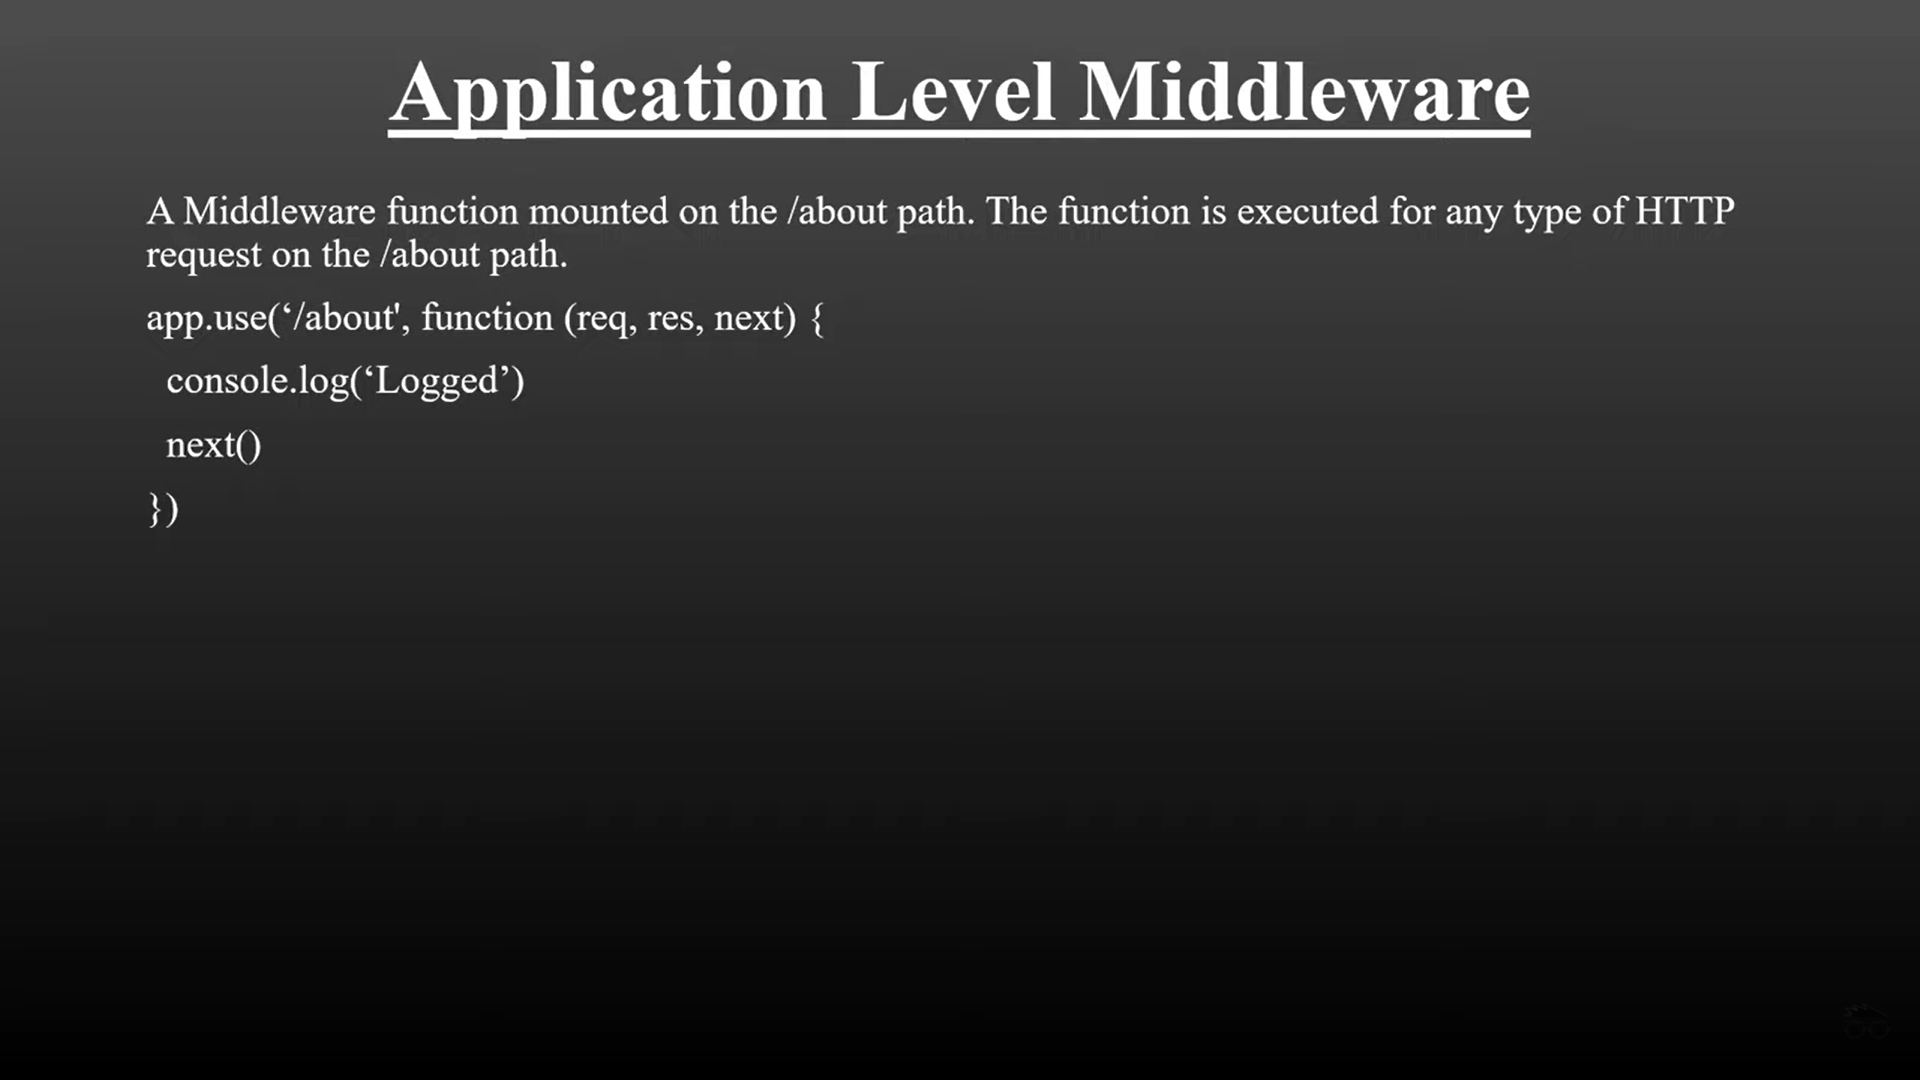 Application Level Middleware
A Middleware function mounted on the /about path. The function is executed for any type of HTTP
request on the /about path.
app.use(‘/about', function (req, res, next) {
console.log(‘Logged’)
next()
})